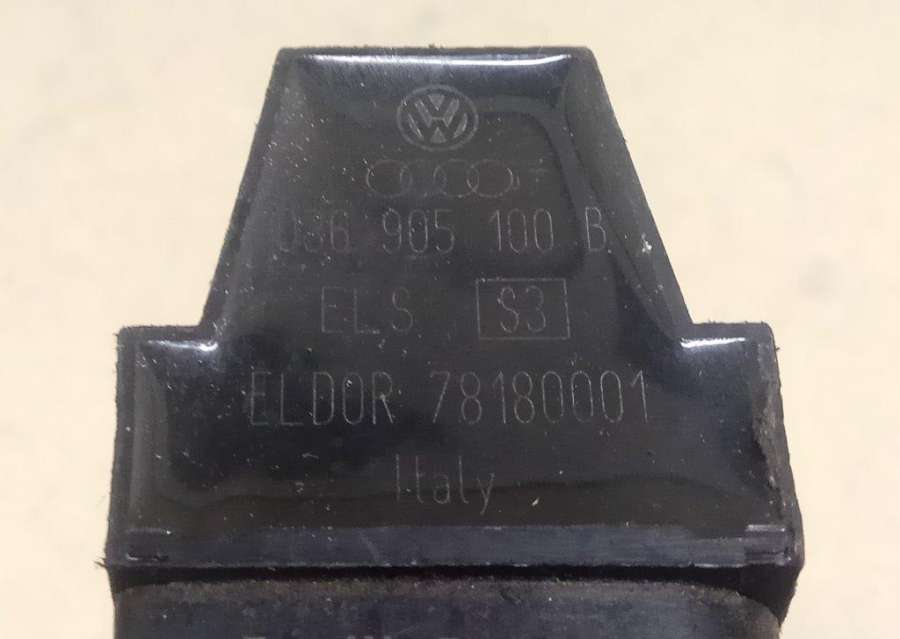 036 905 100 B
ELS S3
ELDOR 78180001
Italy